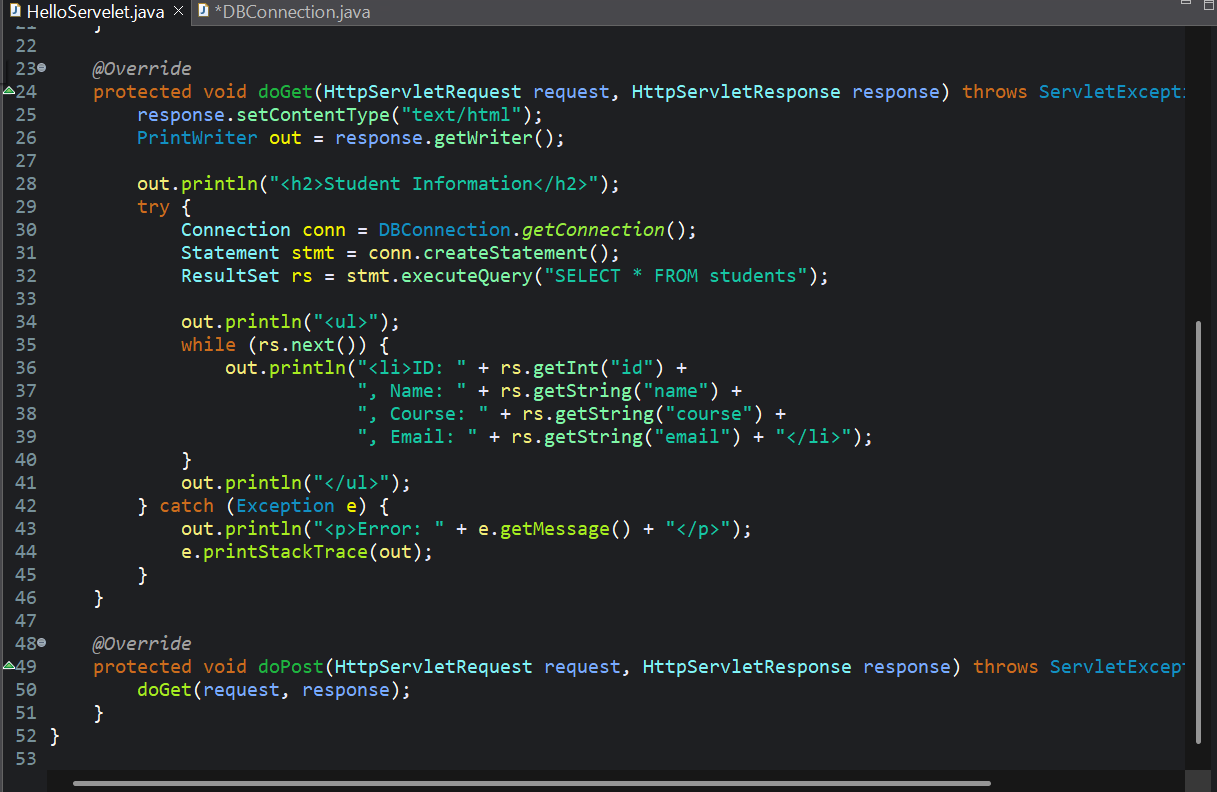 HelloServelet.java *DBConnection.java
21 }
22
23 @Override
24 protected void doGet(HttpServletRequest request, HttpServletResponse response) throws ServletExcepti
25 response.setContentType("text/html");
26 PrintWriter out = response.getWriter();
27
28 out.println("<h2>Student Information</h2>");
29 try {
30 Connection conn = DBConnection.getConnection();
31 Statement stmt = conn.createStatement();
32 ResultSet rs = stmt.executeQuery("SELECT * FROM students");
33
34 out.println("<ul>");
35 while (rs.next()) {
36 out.println("<li>ID: " + rs.getInt("id") +
37 ", Name: " + rs.getString("name") +
38 ", Course: " + rs.getString("course") +
39 ", Email: " + rs.getString("email") + "</li>");
40 }
41 out.println("</ul>");
42 } catch (Exception e) {
43 out.println("<p>Error: " + e.getMessage() + "</p>");
44 e.printStackTrace(out);
45 }
46 }
47
48 @Override
49 protected void doPost(HttpServletRequest request, HttpServletResponse response) throws ServletExcept
50 doGet(request, response);
51 }
52 }
53